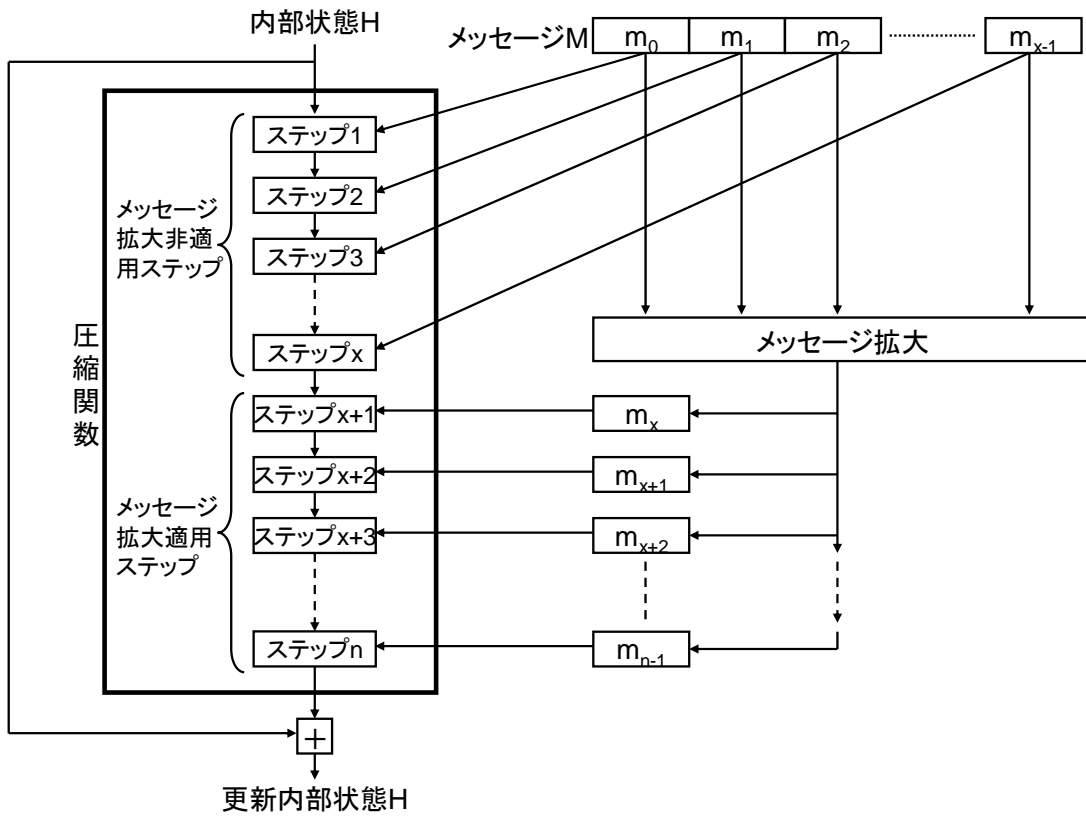 内部状態H
メッセージM
m0
m1
m2
mx-1
ステップ1
ステップ2
ステップ3
ステップx
メッセージ
拡大非適
用ステップ
圧縮関数
メッセージ拡大
ステップx+1
mx
ステップx+2
mx+1
ステップx+3
mx+2
メッセージ
拡大適用
ステップ
ステップn
mn-1
+
更新内部状態H